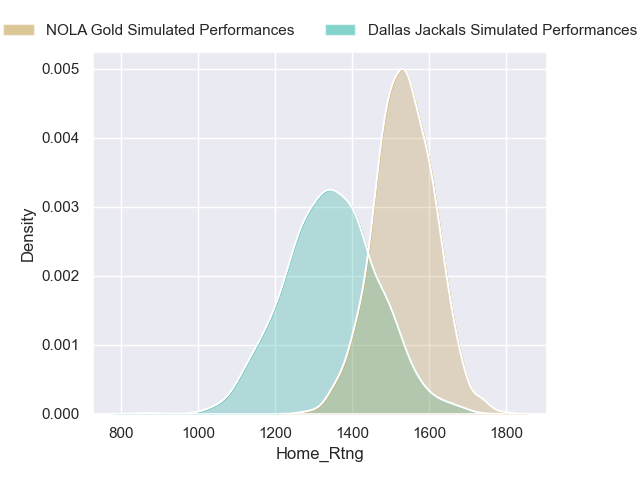 NOLA Gold Simulated Performances
Dallas Jackals Simulated Performances
0.005
0.004
0.003
0.002
0.001
0.000
Density
800 1000 1200 1400 1600 1800
Home_Rtng